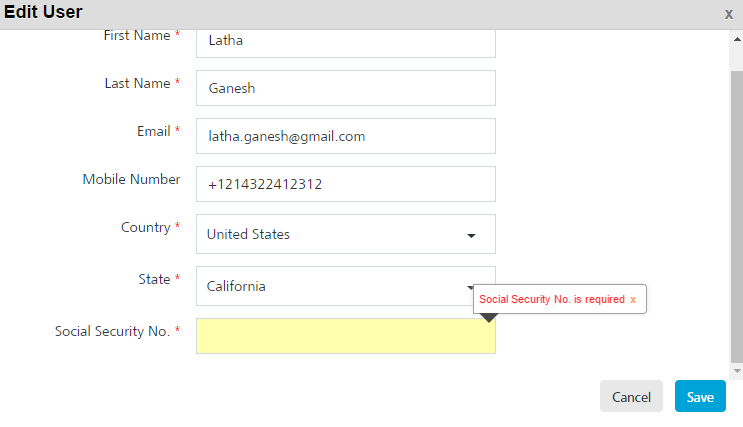 Edit User x
First Name * Latha
Last Name * Ganesh
Email * latha.ganesh@gmail.com
Mobile Number +1214322412312
Country * United States
State * California
Social Security No. is required x
Social Security No. *
Cancel Save